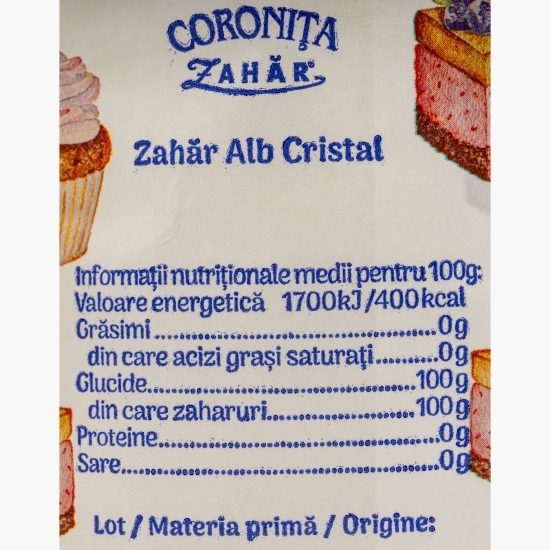 CORONIȚA
ZAHĂR®
Zahăr Alb Cristal
Informații nutriționale medii pentru 100g:
Valoare energetică 1700kJ/400kcal
Grăsimi..............................................0g
din care acizi grași saturați..........0g
Glucide..........................................100g
din care zaharuri......................100g
Proteine............................................0g
Sare..................................................0g
Lot / Materia primă / Origine: